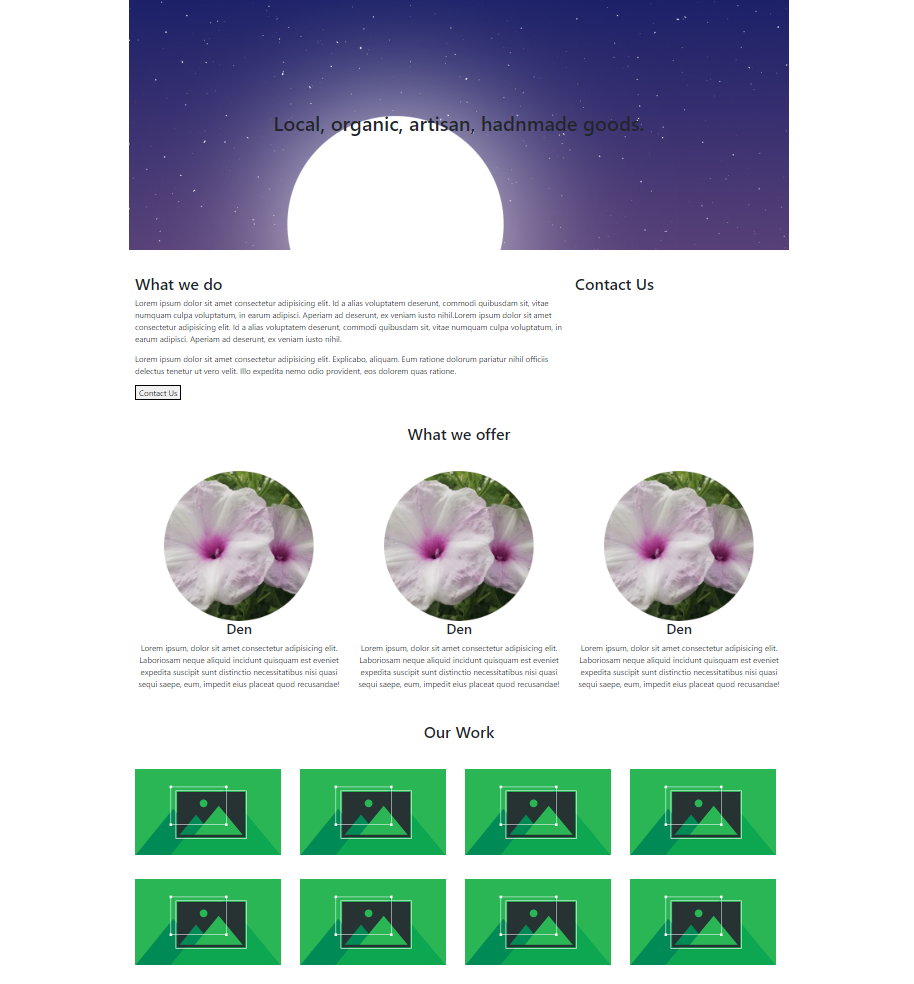 Local, organic, artisan, hadnmade goods.
What we do
Lorem ipsum dolor sit amet consectetur adipisicing elit. Id a alias voluptatem deserunt, commodi quibusdam sit, vitae
numquam culpa voluptatum, in earum adipisci. Aperiam ad deserunt, ex veniam iusto nihil.Lorem ipsum dolor sit amet
consectetur adipisicing elit. Id a alias voluptatem deserunt, commodi quibusdam sit, vitae numquam culpa voluptatum, in
earum adipisci. Aperiam ad deserunt, ex veniam iusto nihil.
Lorem ipsum dolor sit amet consectetur adipisicing elit. Explicabo, aliquam. Eum ratione dolorum pariatur nihil officiis
delectus tenetur ut vero velit. Illo expedita nemo odio provident, eos dolorem quas ratione.
Contact Us
Contact Us
What we offer
Den
Lorem ipsum, dolor sit amet consectetur adipisicing elit.
Laboriosam neque aliquid incidunt quisquam est eveniet
expedita suscipit sunt distinctio necessitatibus nisi quasi
sequi saepe, eum, impedit eius placeat quod recusandae!
Den
Lorem ipsum, dolor sit amet consectetur adipisicing elit.
Laboriosam neque aliquid incidunt quisquam est eveniet
expedita suscipit sunt distinctio necessitatibus nisi quasi
sequi saepe, eum, impedit eius placeat quod recusandae!
Den
Lorem ipsum, dolor sit amet consectetur adipisicing elit.
Laboriosam neque aliquid incidunt quisquam est eveniet
expedita suscipit sunt distinctio necessitatibus nisi quasi
sequi saepe, eum, impedit eius placeat quod recusandae!
Our Work